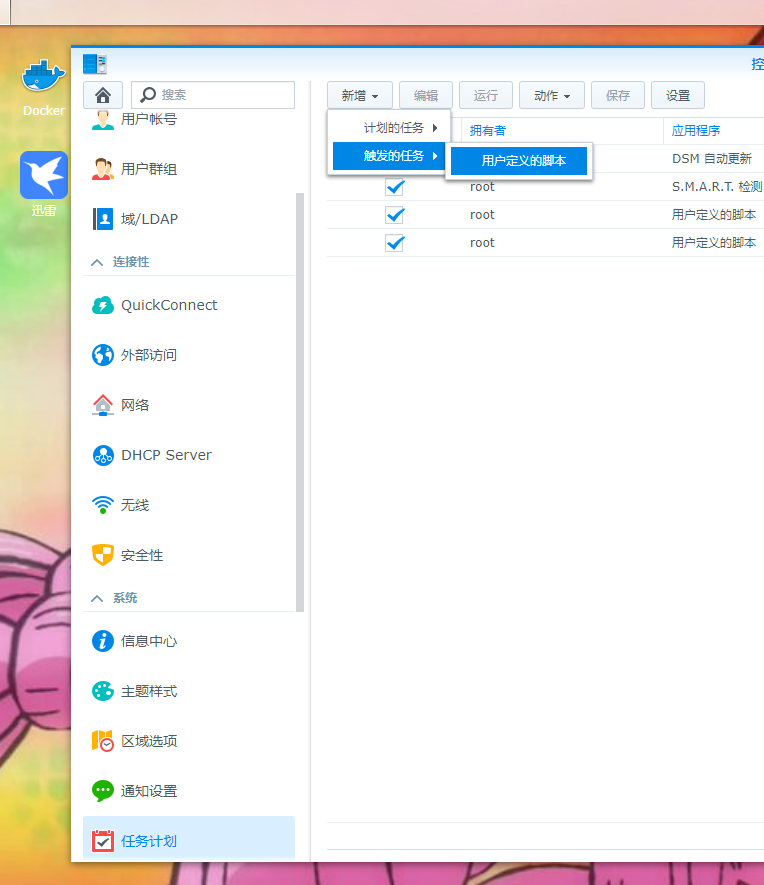 控
Docker
迅雷
搜索
用户帐号
用户群组
域/LDAP
连接性
QuickConnect
外部访问
网络
DHCP Server
无线
安全性
系统
信息中心
主题样式
区域选项
通知设置
任务计划
新增 编辑 运行 动作 保存 设置
计划的任务
触发的任务
用户定义的脚本
拥有者 应用程序
DSM 自动更新
root S.M.A.R.T. 检测
root 用户定义的脚本
root 用户定义的脚本